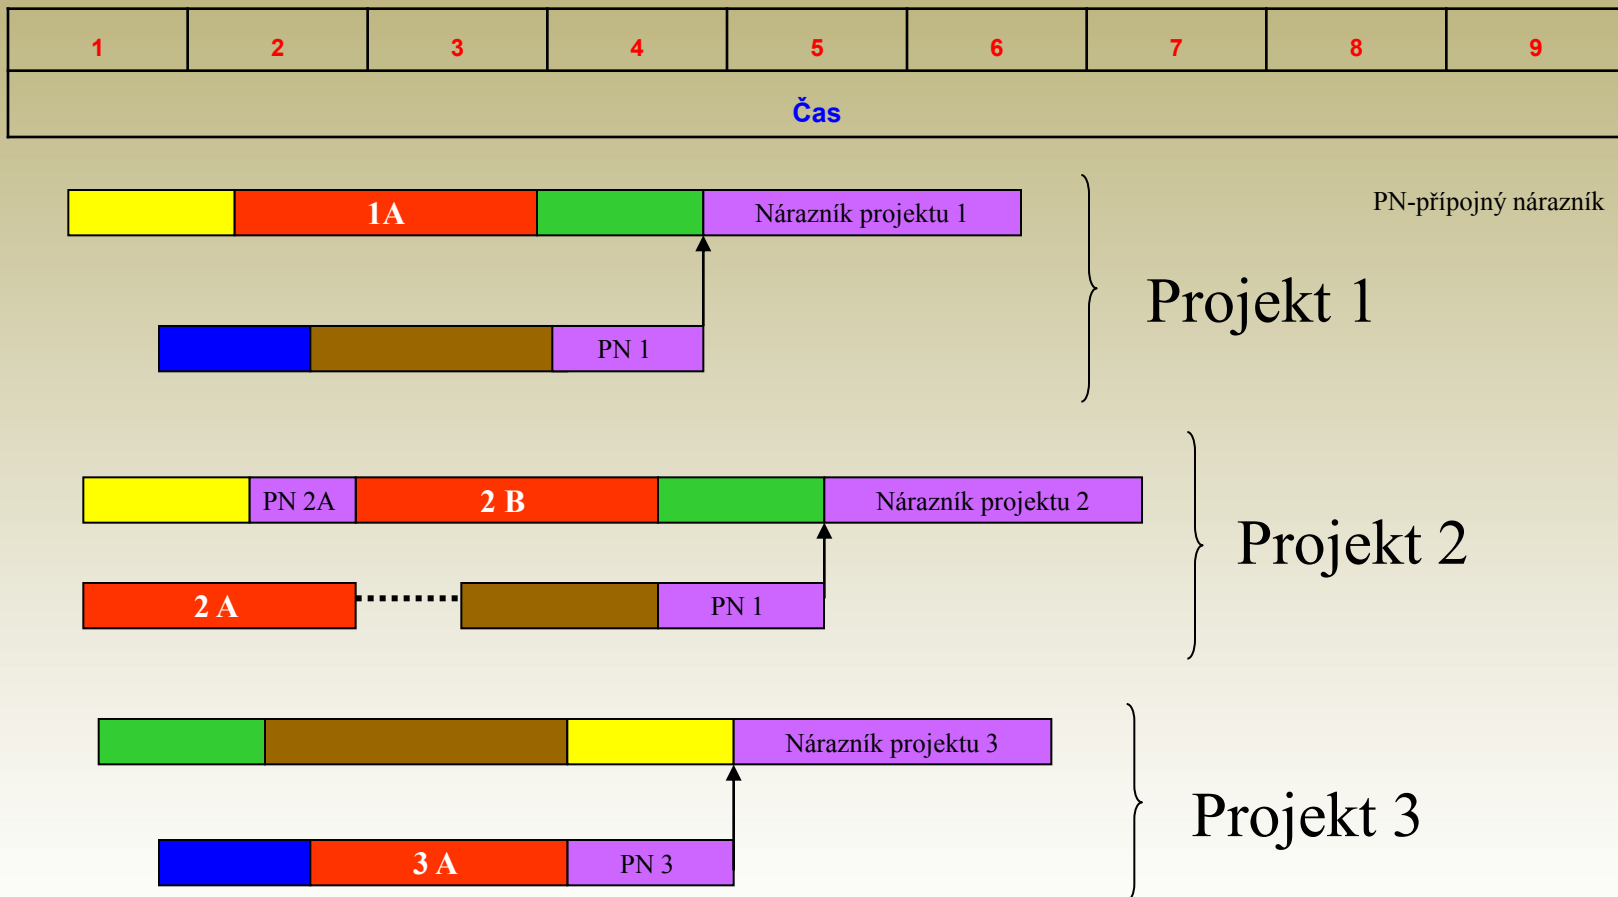 1 2 3 4 5 6 7 8 9
Čas
1A
Nárazník projektu 1
PN-přípojný nárazník
Projekt 1
PN 1
PN 2A
2 B
Nárazník projektu 2
Projekt 2
2 A
PN 1
Nárazník projektu 3
Projekt 3
3 A
PN 3